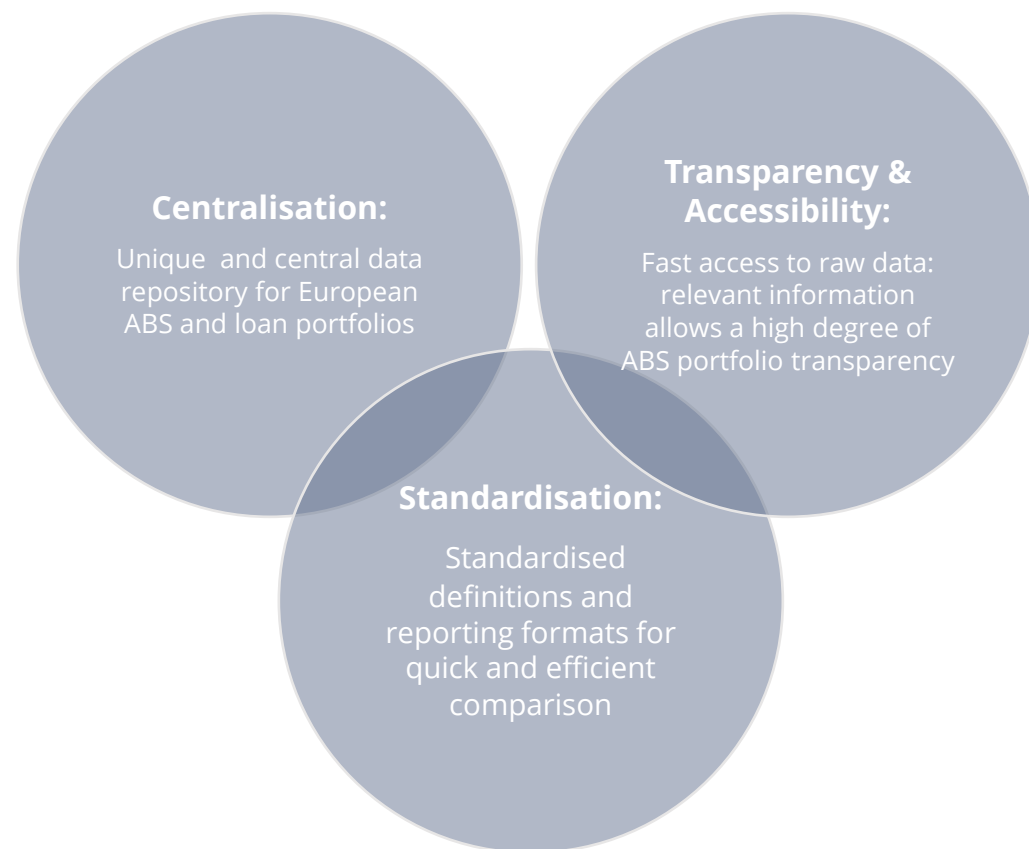 Centralisation:
Unique  and central data
repository for European
ABS and loan portfolios
Transparency &
Accessibility:
Fast access to raw data:
relevant information
allows a high degree of
ABS portfolio transparency
Standardisation:
Standardised
definitions and
reporting formats for
quick and efficient
comparison